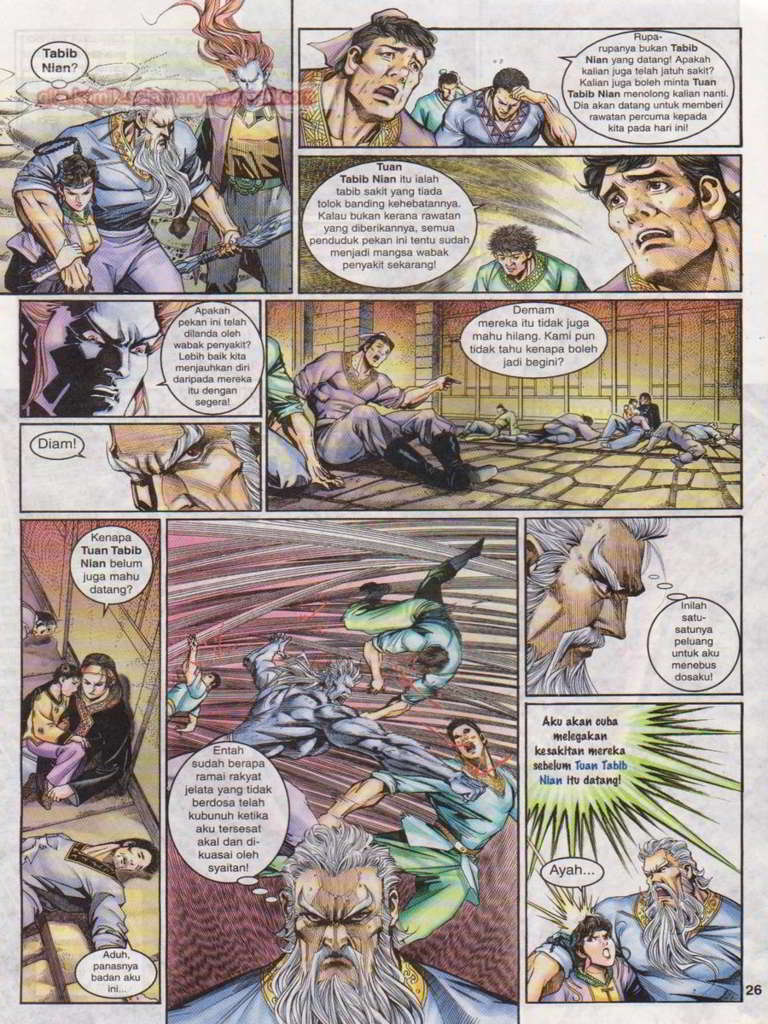 Tabib
Nian?
Rupa-
rupanya bukan Tabib
Nian yang datang! Apakah
kalian juga telah jatuh sakit?
Kalian juga boleh minta Tuan
Tabib Nian menolong kalian nanti.
Dia akan datang untuk memberi
rawatan percuma kepada
kita pada hari ini!
Tuan
Tabib Nian itu ialah
tabib sakit yang tiada
tolok banding kehebatannya.
Kalau bukan kerana rawatan
yang diberikannya, semua
penduduk pekan ini tentu sudah
menjadi mangsa wabak
penyakit sekarang!
Apakah
pekan ini telah
dilanda oleh
wabak penyakit?
Lebih baik kita
menjauhkan diri
daripada mereka
itu dengan
segera!
Demam
mereka itu tidak juga
mahu hilang. Kami pun
tidak tahu kenapa boleh
jadi begini?
Diam!
Kenapa
Tuan Tabib
Nian belum
juga mahu
datang?
Aduh,
panasnya
badan aku
ini...
Entah
sudah berapa
ramai rakyat
jelata yang tidak
berdosa telah
kubunuh ketika
aku tersesat
akal dan di-
kuasai oleh
syaitan!
Inilah
satu-
satunya
peluang
untuk aku
menebus
dosaku!
Aku akan cuba
melegakan
kesakitan mereka
sebelum Tuan Tabib
Nian itu datang!
Ayah...
26